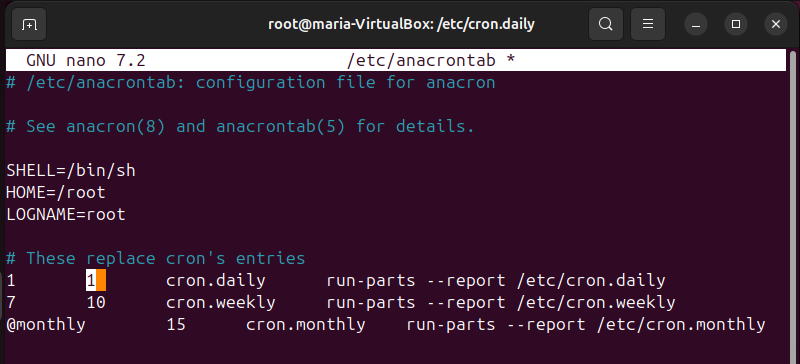 root@maria-VirtualBox: /etc/cron.daily
GNU nano 7.2 /etc/anacrontab *
# /etc/anacrontab: configuration file for anacron
# See anacron(8) and anacrontab(5) for details.
SHELL=/bin/sh
HOME=/root
LOGNAME=root
# These replace cron's entries
1 1 cron.daily run-parts --report /etc/cron.daily
7 10 cron.weekly run-parts --report /etc/cron.weekly
@monthly 15 cron.monthly run-parts --report /etc/cron.monthly